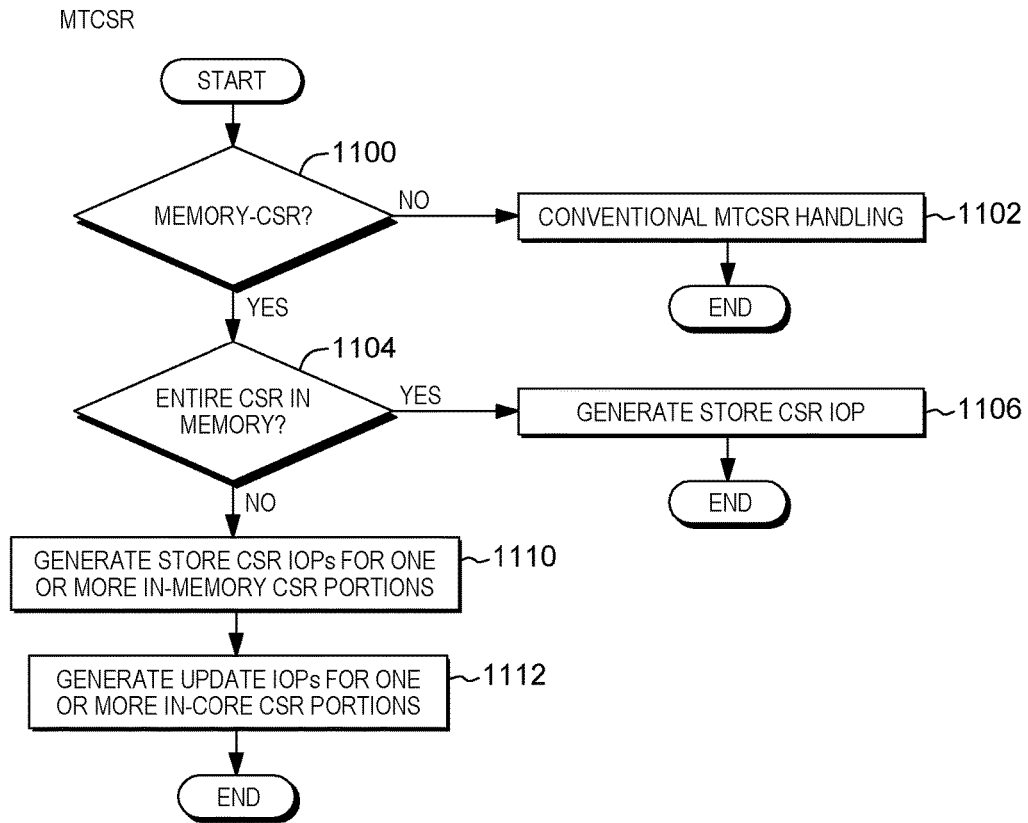 MTCSR
START
1100
MEMORY-CSR?
NO
CONVENTIONAL MTCSR HANDLING
1102
END
YES
1104
ENTIRE CSR IN
MEMORY?
YES
GENERATE STORE CSR IOP
1106
END
NO
GENERATE STORE CSR IOPs FOR ONE
OR MORE IN-MEMORY CSR PORTIONS
1110
GENERATE UPDATE IOPs FOR ONE
OR MORE IN-CORE CSR PORTIONS
1112
END